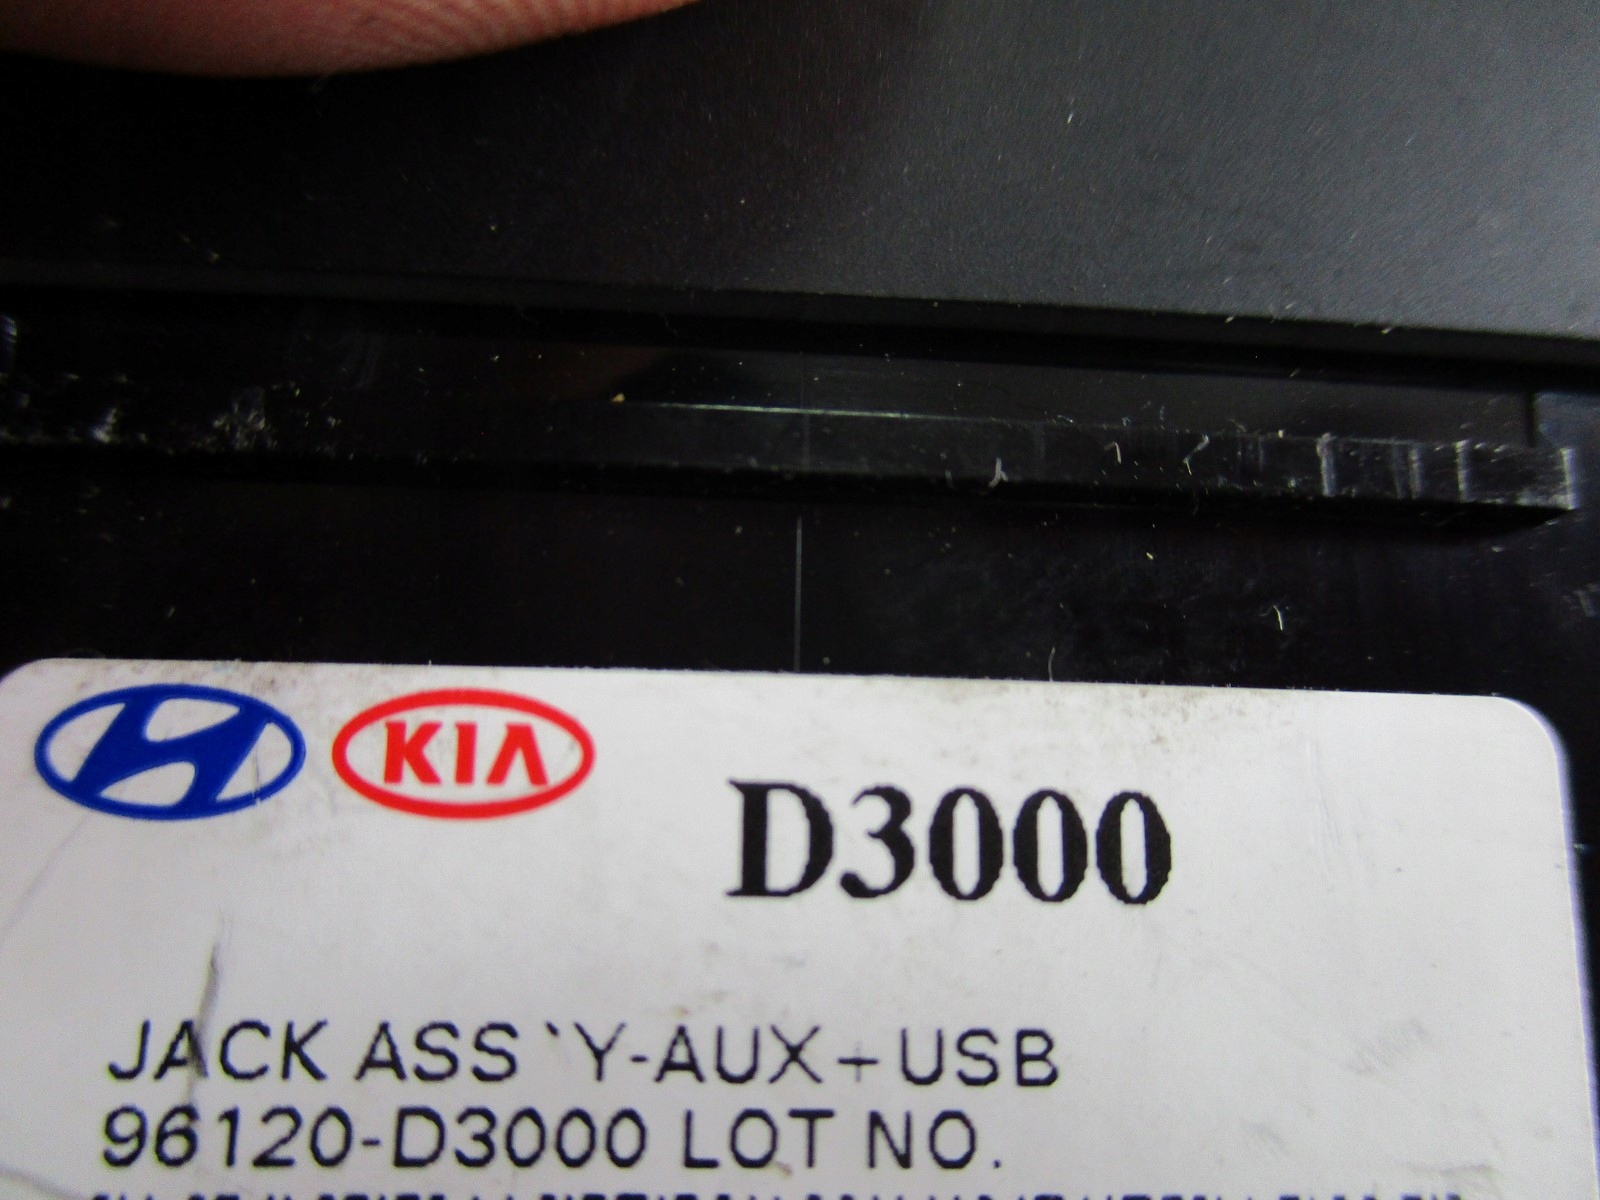 KIA
D3000
JACK ASS`Y-AUX+USB
96120-D3000 LOT NO.